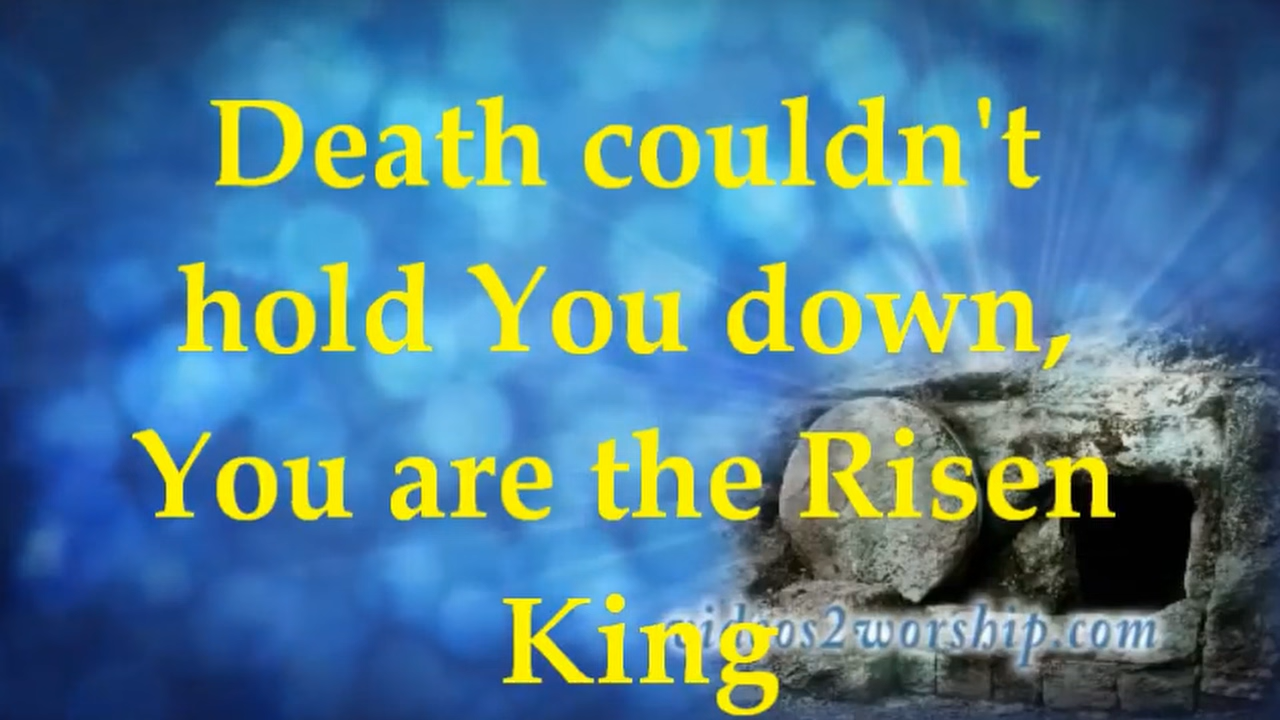 Death couldn't
hold You down,
You are the Risen
King
videos2worship.com